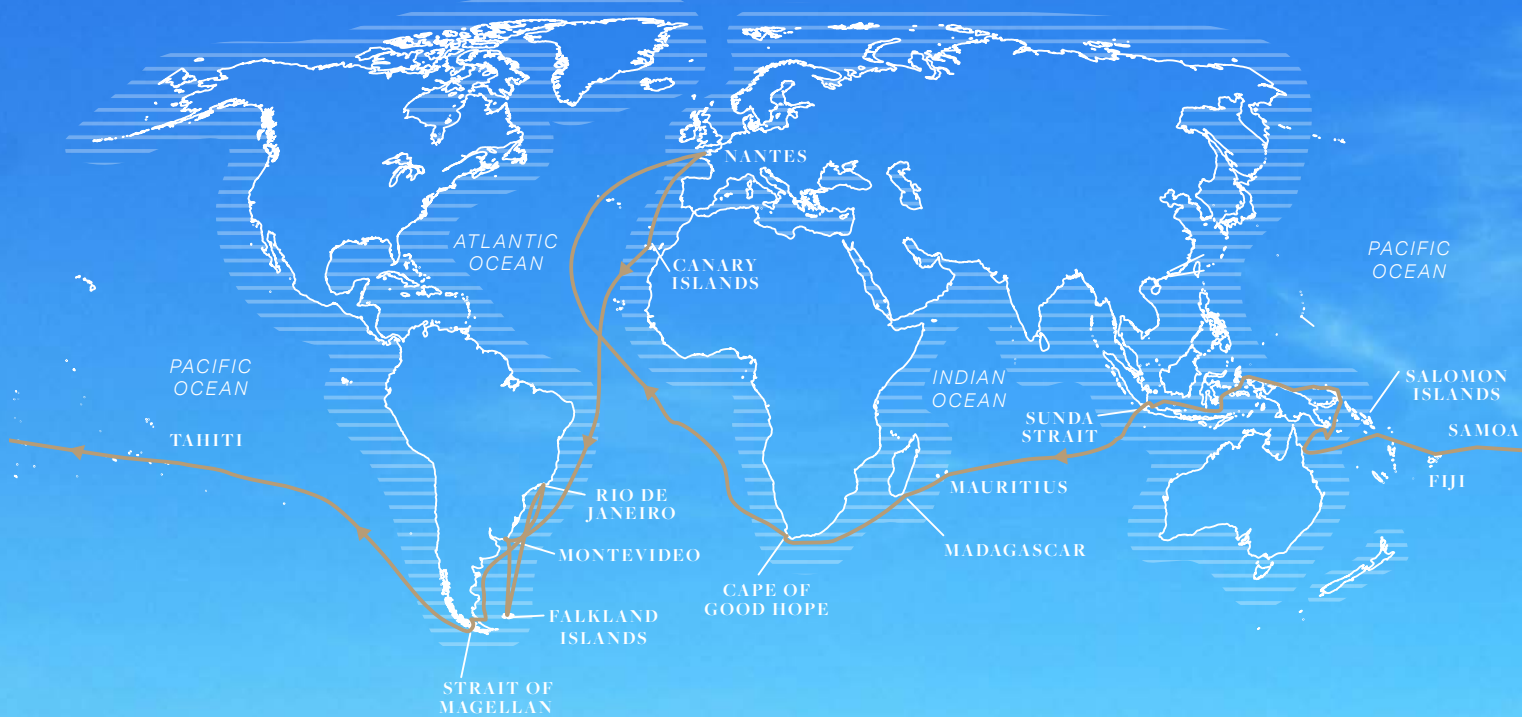 NANTES
ATLANTIC
OCEAN
PACIFIC
OCEAN
CANARY
ISLANDS
PACIFIC
OCEAN
INDIAN
OCEAN
SALOMON
ISLANDS
SUNDA
STRAIT
SAMOA
TAHITI
FIJI
MAURITIUS
RIO DE
JANEIRO
MONTEVIDEO
MADAGASCAR
CAPE OF
GOOD HOPE
FALKLAND
ISLANDS
STRAIT OF
MAGELLAN